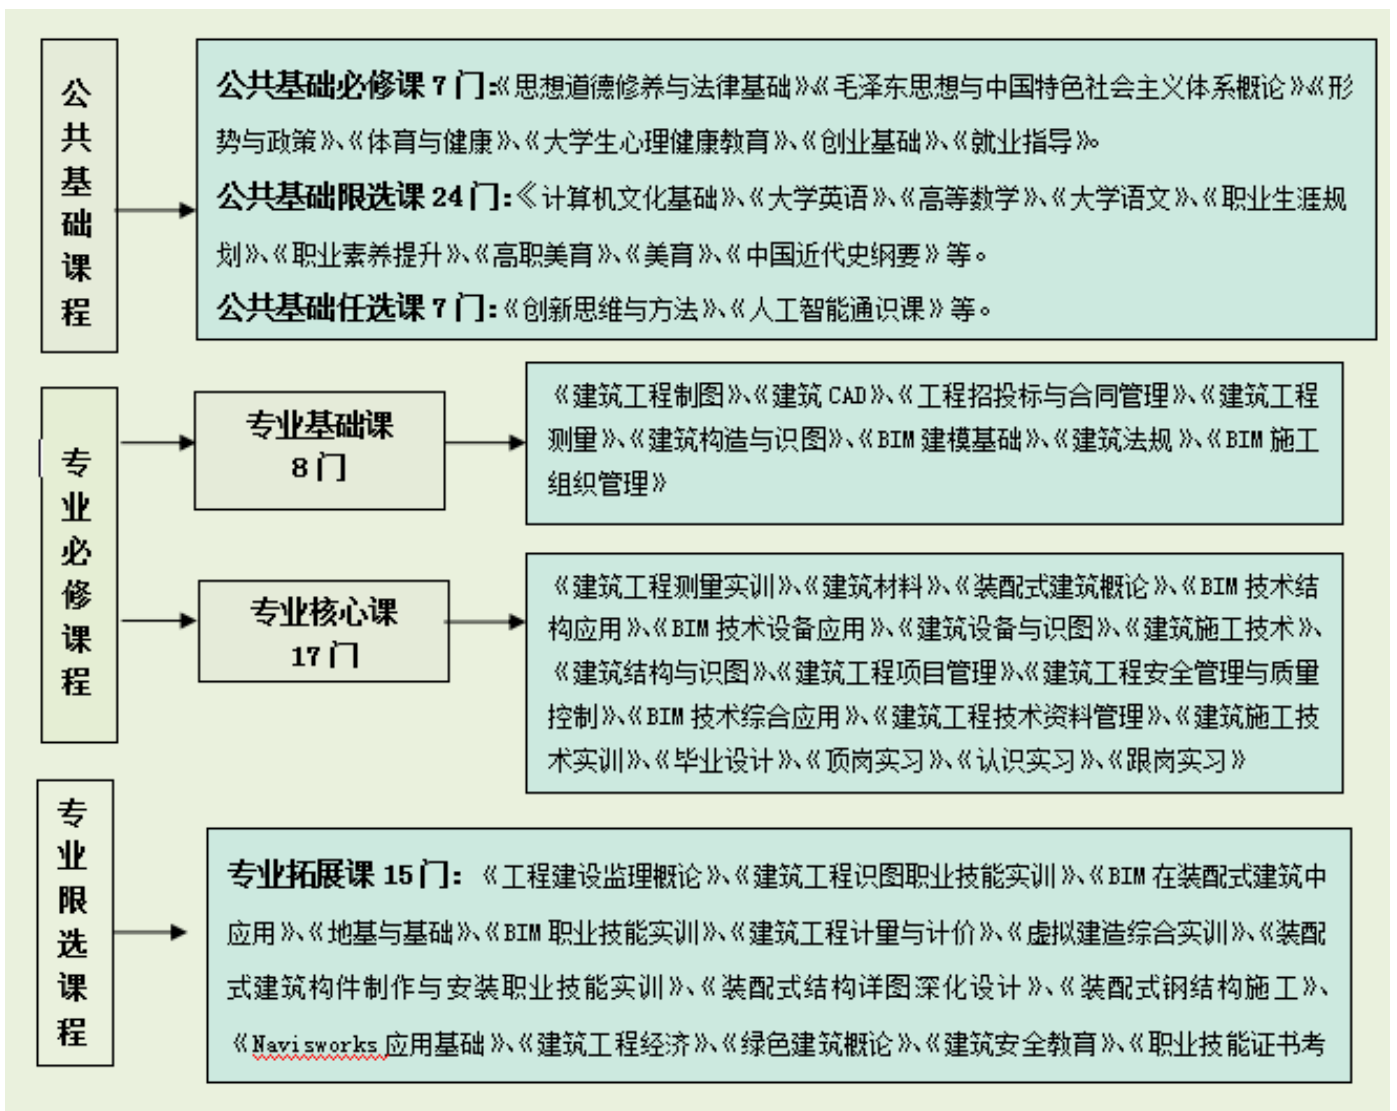 公共基础课程
公共基础必修课 7 门:《思想道德修养与法律基础》《毛泽东思想与中国特色社会主义体系概论》《形
势与政策》、《体育与健康》、《大学生心理健康教育》、《创业基础》、《就业指导》。
公共基础限选课 24 门:《计算机文化基础》、《大学英语》、《高等数学》、《大学语文》、《职业生涯规
划》、《职业素养提升》、《高职美育》、《美育》、《中国近代史纲要》等。
公共基础任选课 7 门:《创新思维与方法》、《人工智能通识课》等。
专业必修课程
专业基础课
8 门
《建筑工程制图》、《建筑 CAD》、《工程招投标与合同管理》、《建筑工程
测量》、《建筑构造与识图》、《BIM 建模基础》、《建筑法规》、《BIM 施工
组织管理》
专业核心课
17 门
《建筑工程测量实训》、《建筑材料》、《装配式建筑概论》、《BIM 技术结
构应用》、《BIM 技术设备应用》、《建筑设备与识图》、《建筑施工技术》、
《建筑结构与识图》、《建筑工程项目管理》、《建筑工程安全管理与质量
控制》、《BIM 技术综合应用》、《建筑工程技术资料管理》、《建筑施工技
术实训》、《毕业设计》、《顶岗实习》、《认识实习》、《跟岗实习》
专业限选课程
专业拓展课 15 门：《工程建设监理概论》、《建筑工程识图职业技能实训》、《BIM 在装配式建筑中
应用》、《地基与基础》、《BIM 职业技能实训》、《建筑工程计量与计价》、《虚拟建造综合实训》、《装配
式建筑构件制作与安装职业技能实训》、《装配式结构详图深化设计》、《装配式钢结构施工》、
《Navisworks 应用基础》、《建筑工程经济》、《绿色建筑概论》、《建筑安全教育》、《职业技能证书考